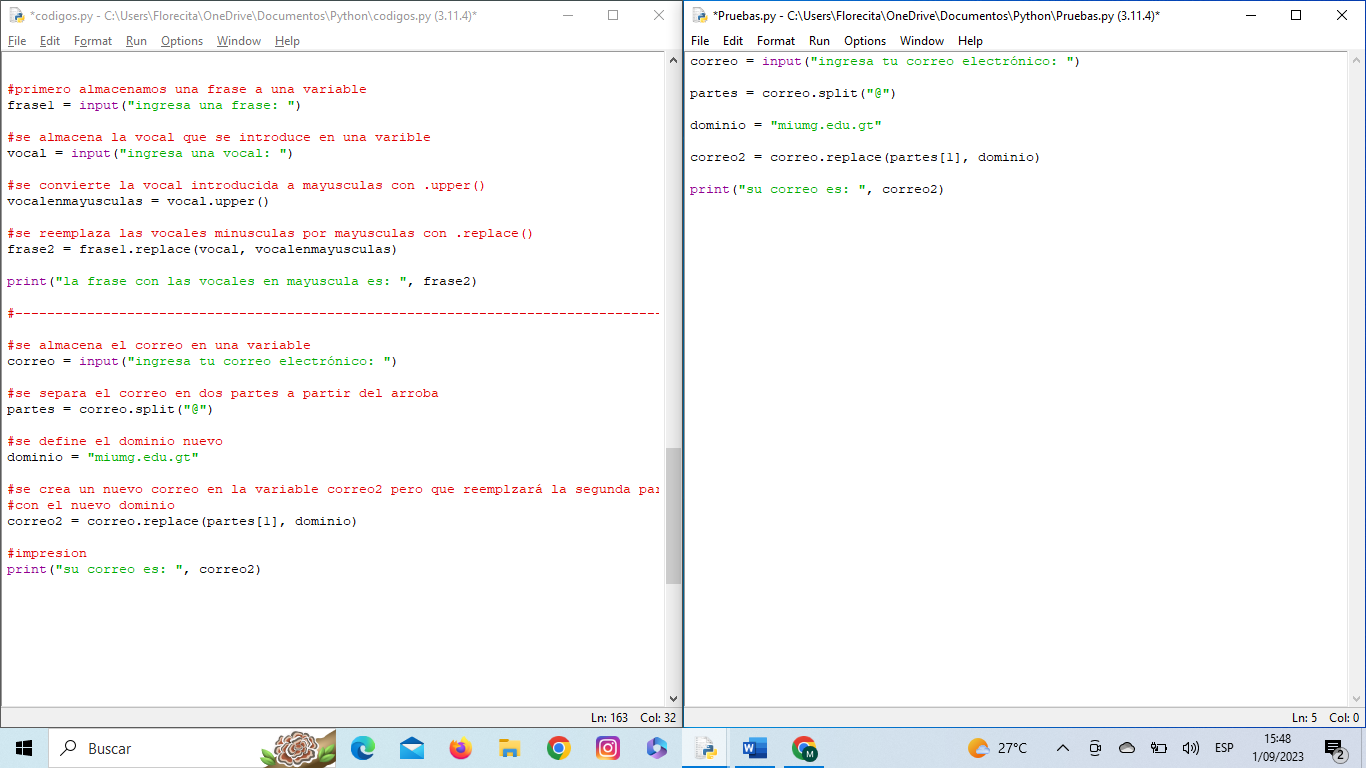 *codigos.py - C:\Users\Florecita\OneDrive\Documentos\Python\codigos.py (3.11.4)*
File Edit Format Run Options Window Help
#primero almacenamos una frase a una variable
frase1 = input("ingresa una frase: ")
#se almacena la vocal que se introduce en una varible
vocal = input("ingresa una vocal: ")
#se convierte la vocal introducida a mayusculas con .upper()
vocalenmayusculas = vocal.upper()
#se reemplaza las vocales minusculas por mayusculas con .replace()
frase2 = frase1.replace(vocal, vocalenmayusculas)
print("la frase con las vocales en mayuscula es: ", frase2)
#--------------------------------------------------------------------------------
#se almacena el correo en una variable
correo = input("ingresa tu correo electrónico: ")
#se separa el correo en dos partes a partir del arroba
partes = correo.split("@")
#se define el dominio nuevo
dominio = "miumg.edu.gt"
#se crea un nuevo correo en la variable correo2 pero que reemplzará la segunda par
#con el nuevo dominio
correo2 = correo.replace(partes[1], dominio)
#impresion
print("su correo es: ", correo2)
Ln: 163 Col: 32
*Pruebas.py - C:\Users\Florecita\OneDrive\Documentos\Python\Pruebas.py (3.11.4)*
File Edit Format Run Options Window Help
correo = input("ingresa tu correo electrónico: ")
partes = correo.split("@")
dominio = "miumg.edu.gt"
correo2 = correo.replace(partes[1], dominio)
print("su correo es: ", correo2)
Ln: 5 Col: 0
Buscar
W
M
27°C
ESP
15:48
1/09/2023
2